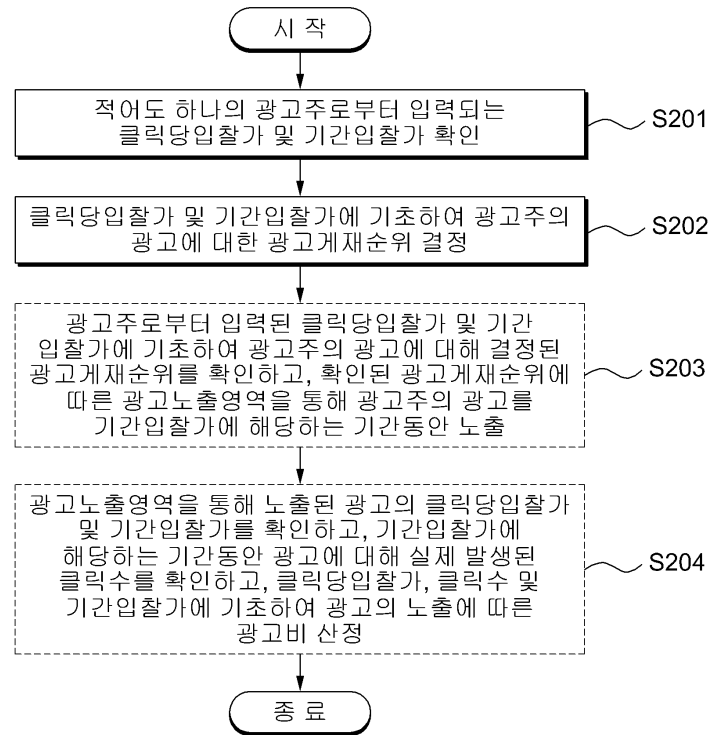 시 작
적어도 하나의 광고주로부터 입력되는
클릭당입찰가 및 기간입찰가 확인
S201
클릭당입찰가 및 기간입찰가에 기초하여 광고주의
광고에 대한 광고게재순위 결정
S202
광고주로부터 입력된 클릭당입찰가 및 기간
입찰가에 기초하여 광고주의 광고에 대해 결정된
광고게재순위를 확인하고, 확인된 광고게재순위에
따른 광고노출영역을 통해 광고주의 광고를
기간입찰가에 해당하는 기간동안 노출
S203
광고노출영역을 통해 노출된 광고의 클릭당입찰가
및 기간입찰가를 확인하고, 기간입찰가에
해당하는 기간동안 광고에 대해 실제 발생된
클릭수를 확인하고, 클릭당입찰가, 클릭수 및
기간입찰가에 기초하여 광고의 노출에 따른
광고비 산정
S204
종 료